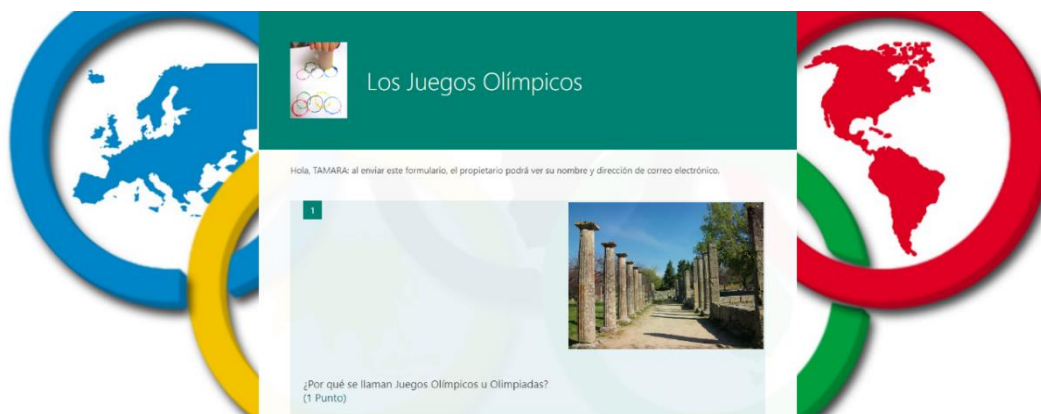 Los Juegos Olímpicos
Hola, TAMARA: al enviar este formulario, el propietario podrá ver su nombre y dirección de correo electrónico.
1
¿Por qué se llaman Juegos Olímpicos u Olimpiadas?
(1 Punto)